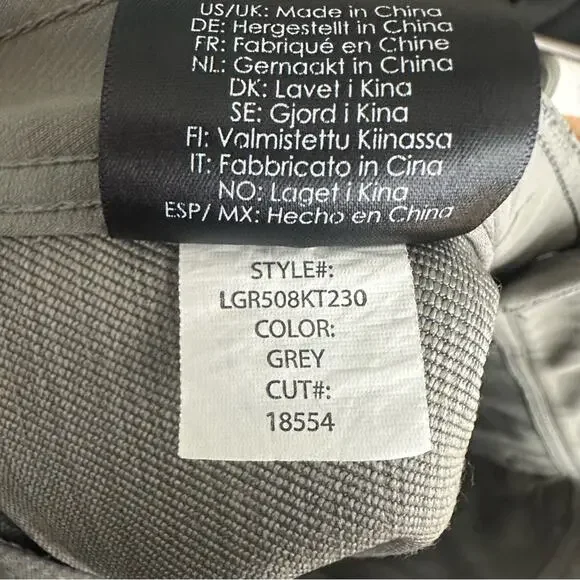 US/UK: Made in China
DE: Hergestellt in China
FR: Fabriqué en Chine
NL: Gemaakt in China
DK: Lavet i Kina
SE: Gjord i Kina
FI: Valmistettu Kiinassa
IT: Fabbricato in Cina
NO: Laget i Kina
ESP/ MX: Hecho en China
STYLE#:
LGR508KT230
COLOR:
GREY
CUT#:
18554